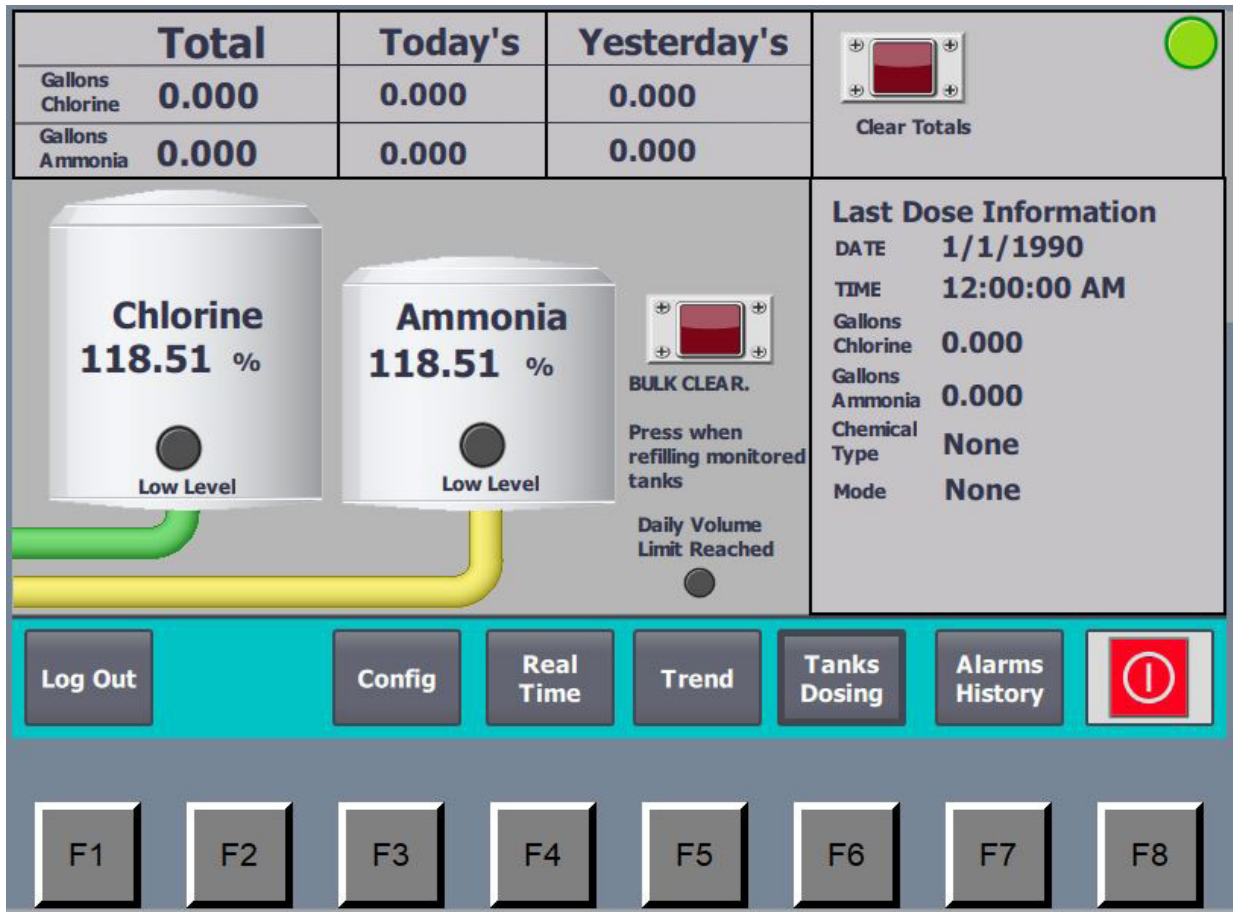 Total Today's Yesterday's
Gallons
Chlorine 0.000 0.000 0.000
Gallons
Ammonia 0.000 0.000 0.000
Clear Totals
Chlorine
118.51 %
Low Level
Ammonia
118.51 %
Low Level
BULK CLEAR.
Press when
refilling monitored
tanks
Daily Volume
Limit Reached
Last Dose Information
DATE 1/1/1990
TIME 12:00:00 AM
Gallons
Chlorine 0.000
Gallons
Ammonia 0.000
Chemical
Type None
Mode None
Log Out
Config
Real
Time
Trend
Tanks
Dosing
Alarms
History
F1 F2 F3 F4 F5 F6 F7 F8